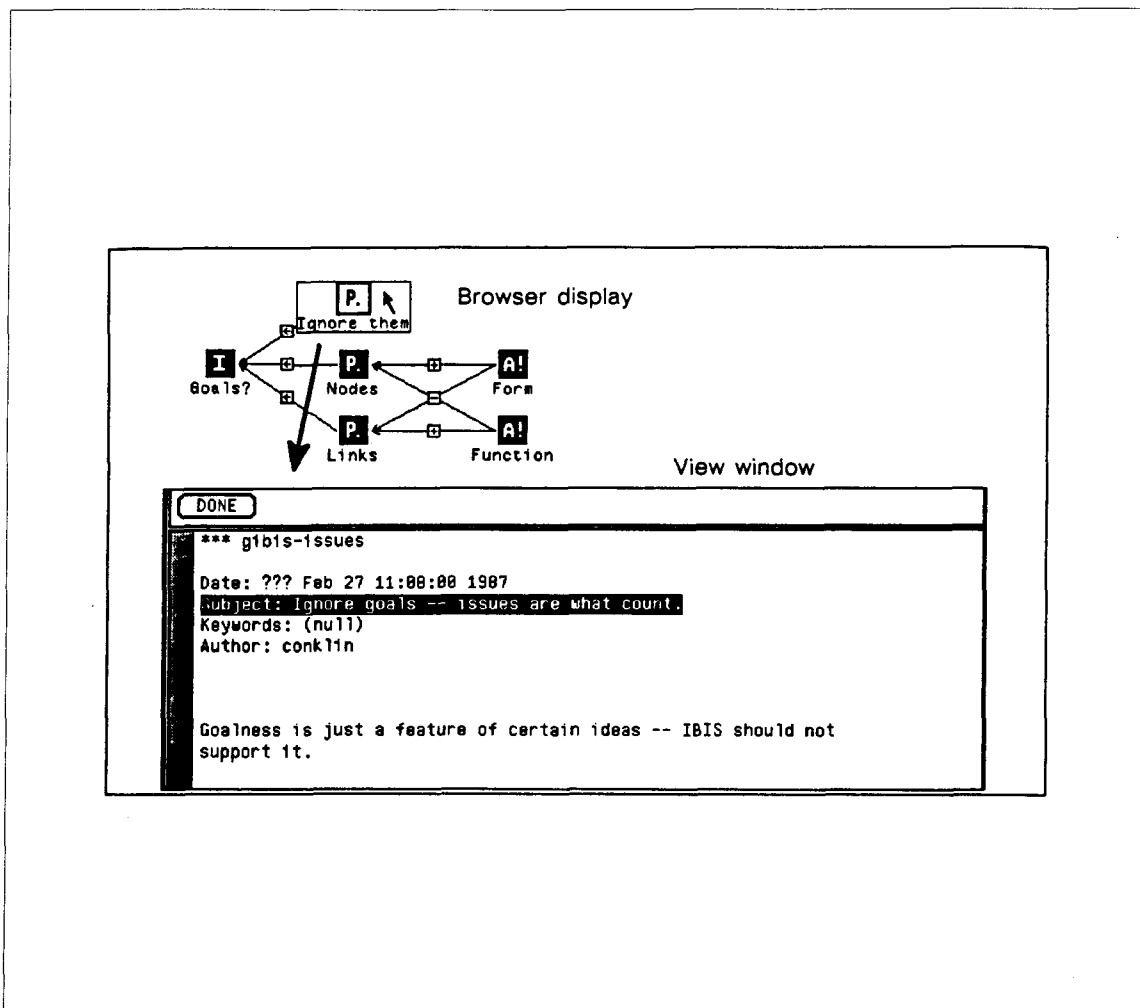 P.
Browser display
Ignore them
I
P.
A!
Goals?
Nodes
Form
P.
A!
Links
Function
View window
DONE
*** gibis-issues
Date: ??? Feb 27 11:00:00 1987
Subject: Ignore goals -- issues are what count.
Keywords: (null)
Author: conklin
Goalness is just a feature of certain ideas -- IBIS should not
support it.